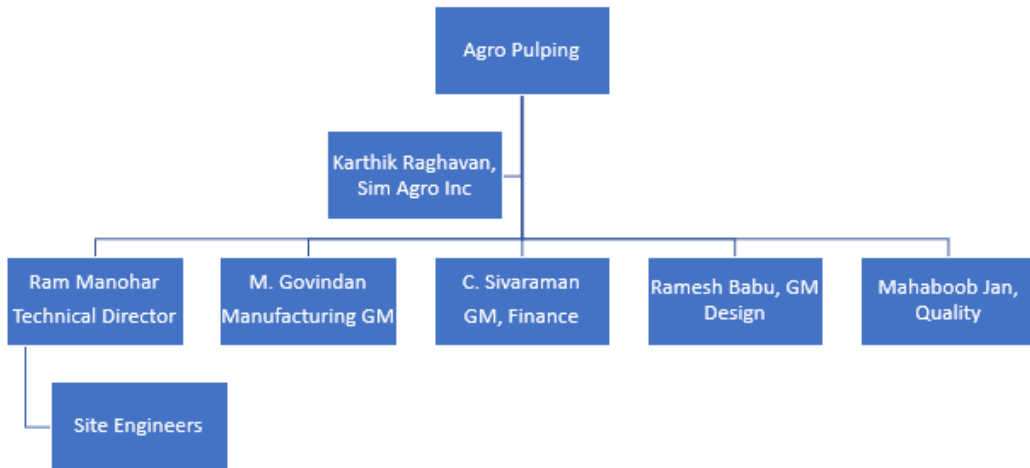 Agro Pulping
Karthik Raghavan,
Sim Agro Inc
Ram Manohar
Technical Director
M. Govindan
Manufacturing GM
C. Sivaraman
GM, Finance
Ramesh Babu, GM
Design
Mahaboob Jan,
Quality
Site Engineers